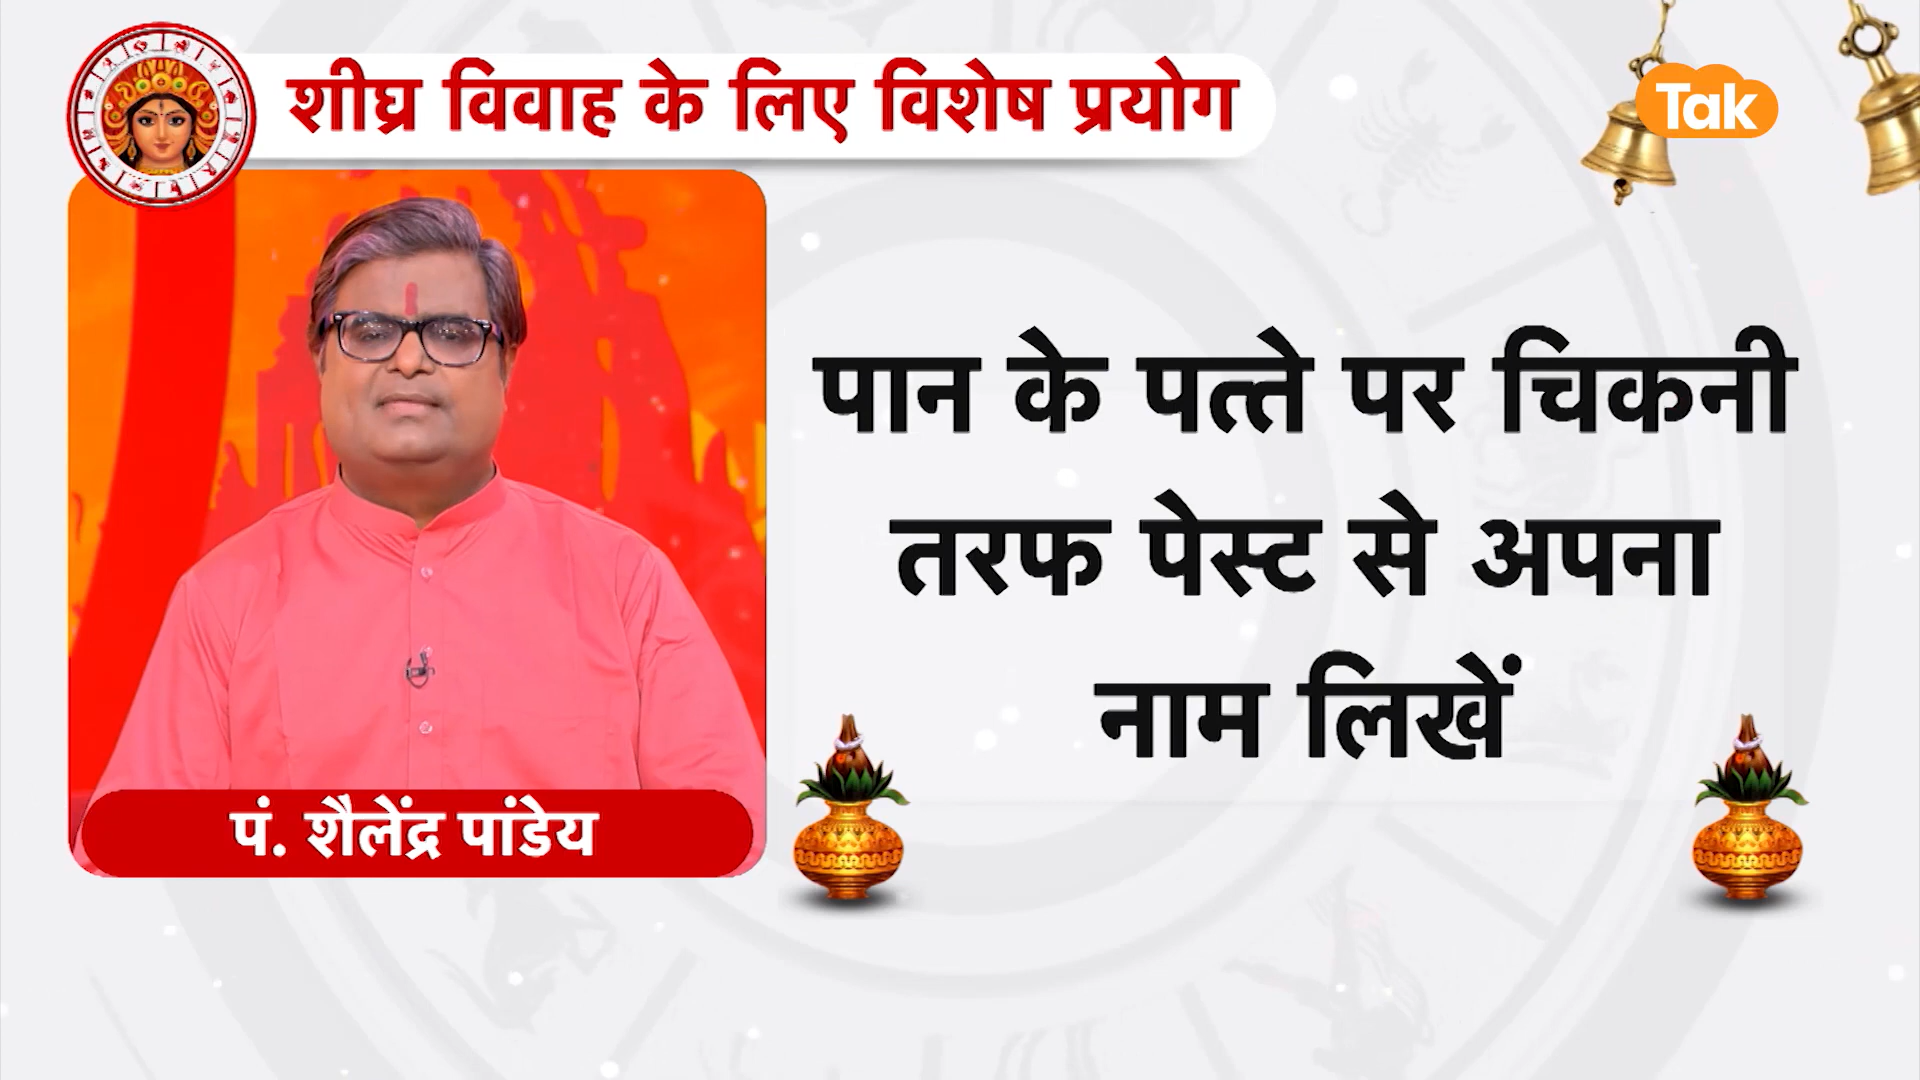 शीघ्र विवाह के लिए विशेष प्रयोग
Tak
पान के पत्ते पर चिकनी
तरफ पेस्ट से अपना
नाम लिखें
पं. शैलेंद्र पांडेय